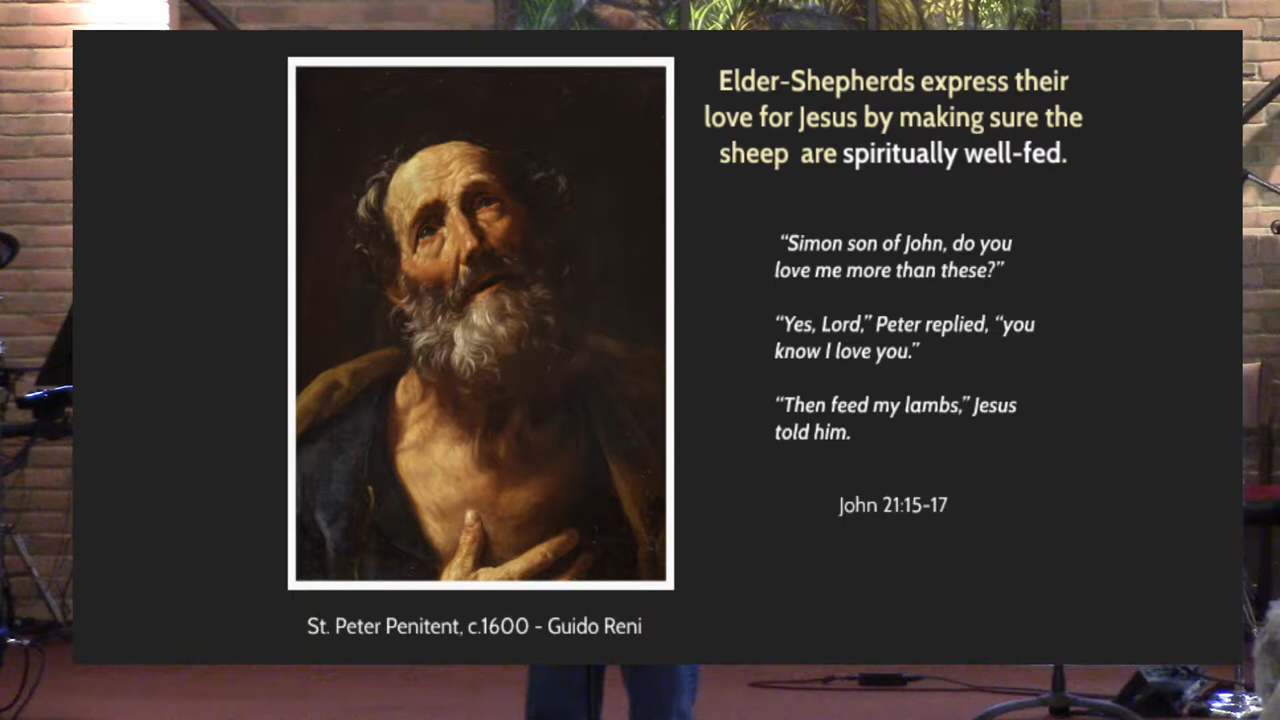 Elder-Shepherds express their
love for Jesus by making sure the
sheep are spiritually well-fed.
“Simon son of John, do you
love me more than these?”
“Yes, Lord,” Peter replied, “you
know I love you.”
“Then feed my lambs,” Jesus
told him.
John 21:15-17
St. Peter Penitent, c.1600 - Guido Reni